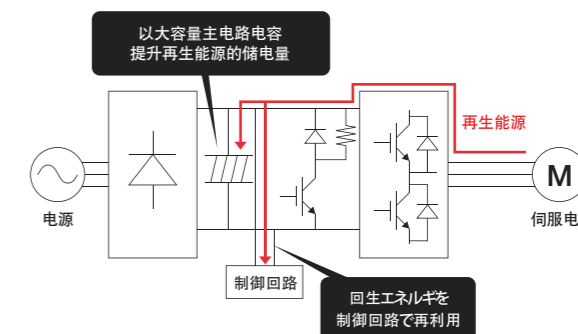 以大容量主电路电容
提升再生能源的储电量
再生能源
M
电源
伺服电
制御回路
回生エネルギを
制御回路で再利用